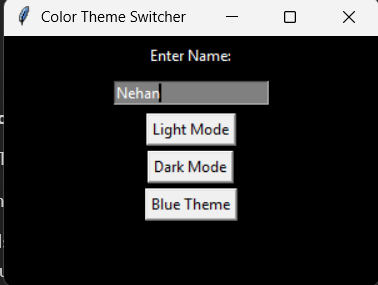 Color Theme Switcher
Enter Name:
Nehan
Light Mode
Dark Mode
Blue Theme